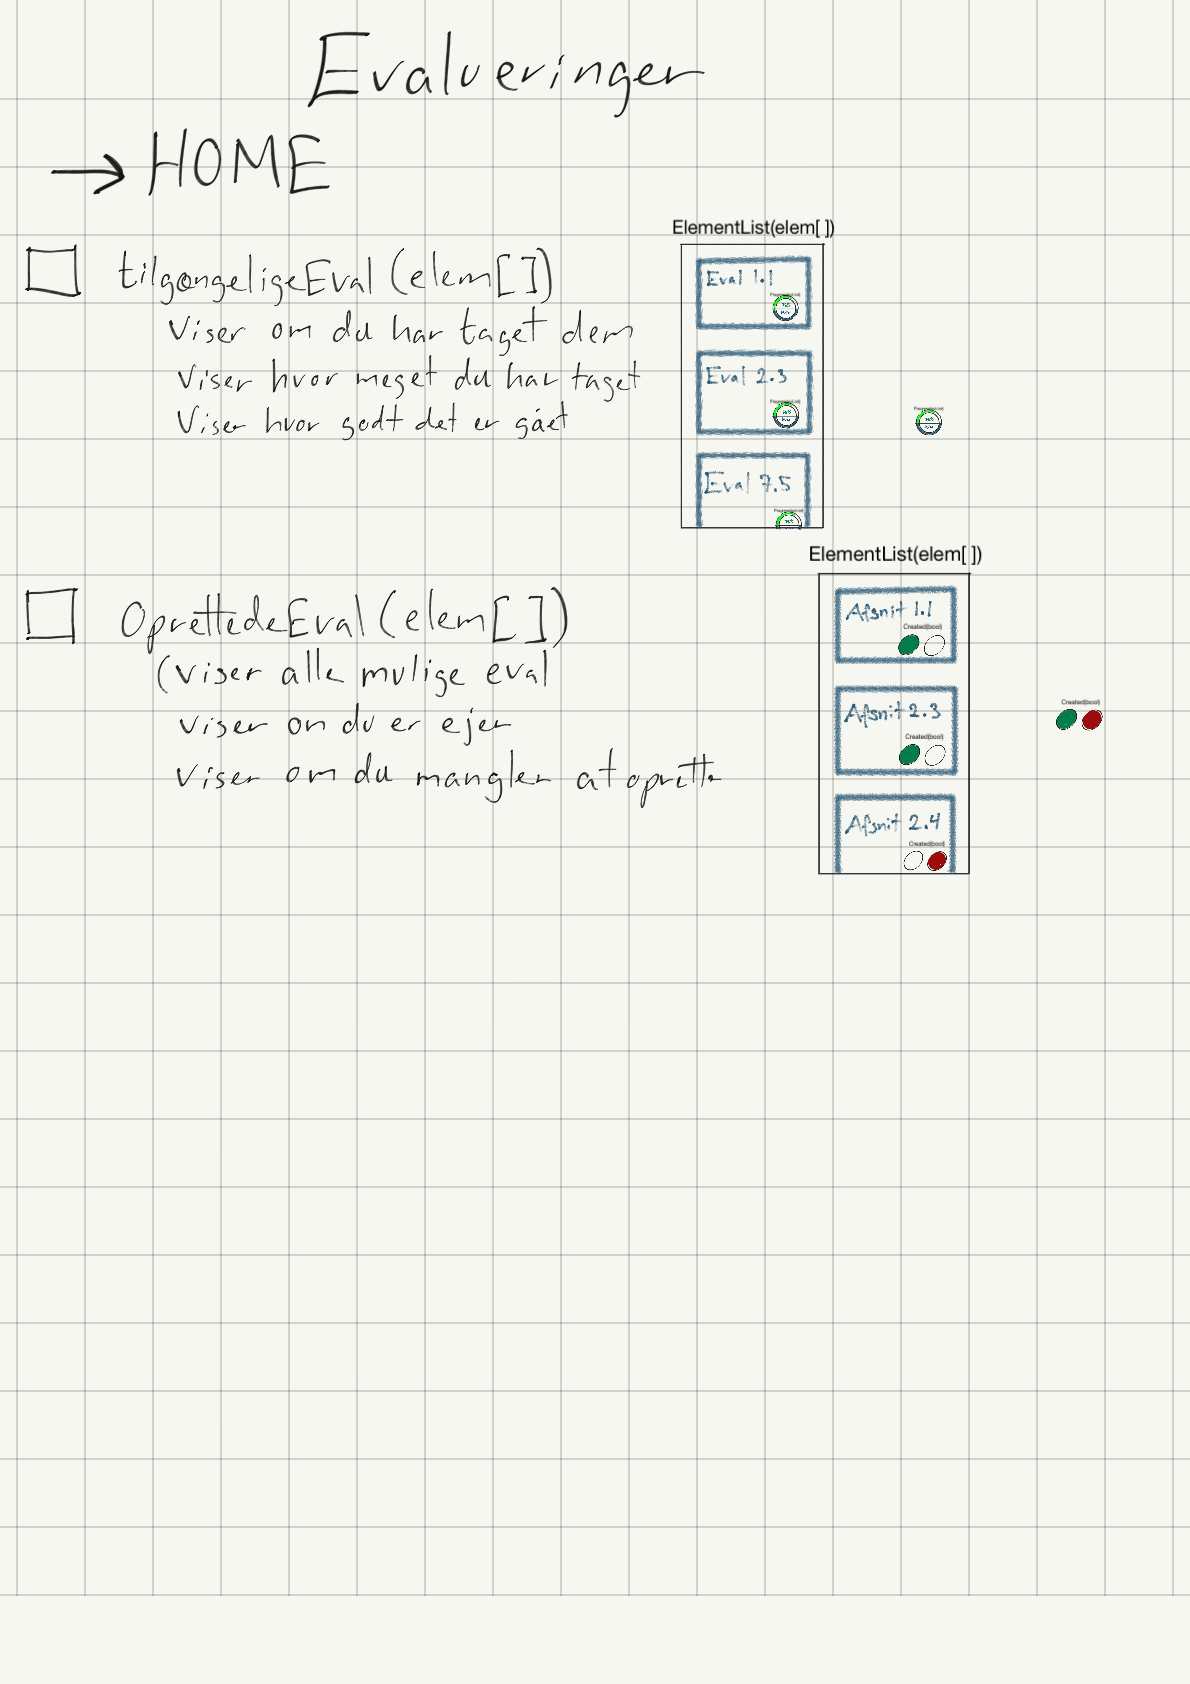 Evalueringer
→ HOME
ElementList(elem[ ])
tilgængeligeEval (elem[])
Viser om du har taget dem
Viser hvor meget du har taget
Viser hvor godt det er gået
Eval 1.1
Eval 2.3
Eval 7.5
ElementList(elem[ ])
OprettedeEval (elem[])
(Viser alle mulige eval
Viser om du er ejer
Viser om du mangler at oprette
Afsnit 1.1
Created(bool)
Afsnit 2.3
Created(bool)
Created(bool)
Afsnit 2.4
Created(bool)